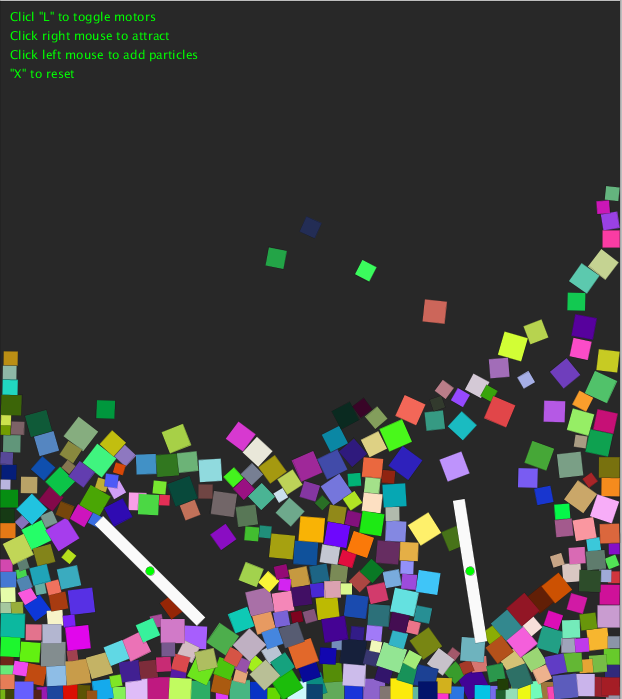 Clicl "L" to toggle motors
Click right mouse to attract
Click left mouse to add particles
"X" to reset